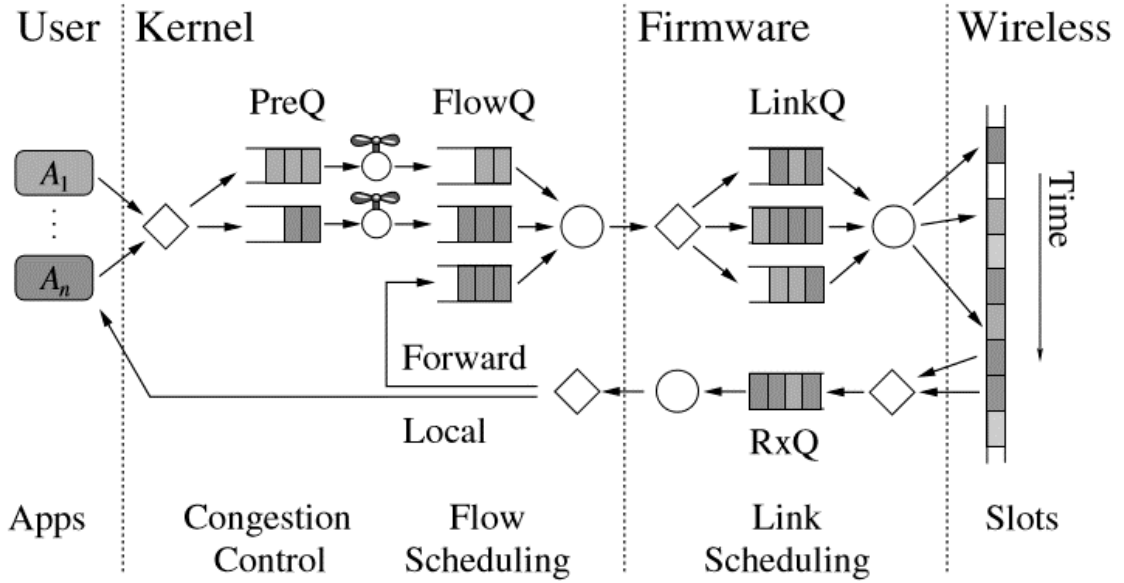 User
Kernel
Firmware
Wireless
PreQ
FlowQ
LinkQ
A1
An
Time
Forward
Local
RxQ
Apps
Congestion
Control
Flow
Scheduling
Link
Scheduling
Slots